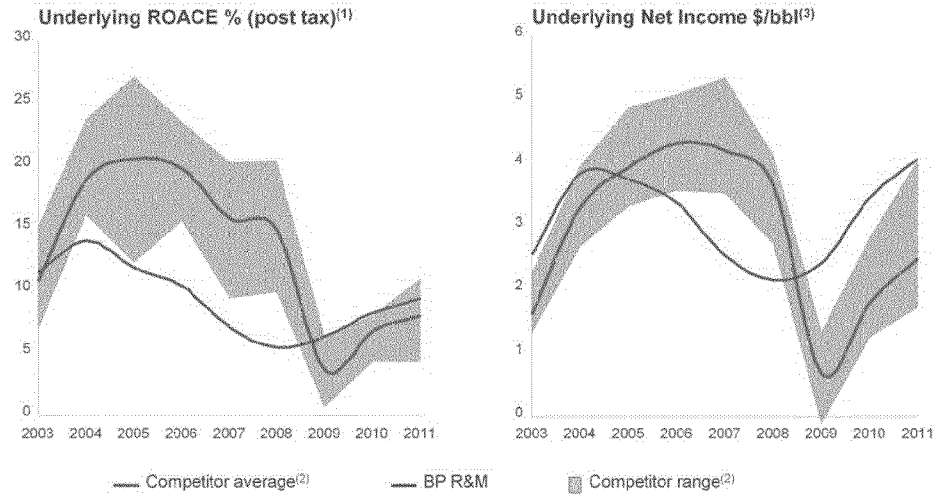 Underlying ROACE % (post tax)(1)
30
25
20
15
10
5
0
2003 2004 2005 2006 2007 2008 2009 2010 2011
Underlying Net Income $/bbl(3)
6
5
4
3
2
1
0
2003 2004 2005 2006 2007 2008 2009 2010 2011
Competitor average(2) BP R&M Competitor range(2)